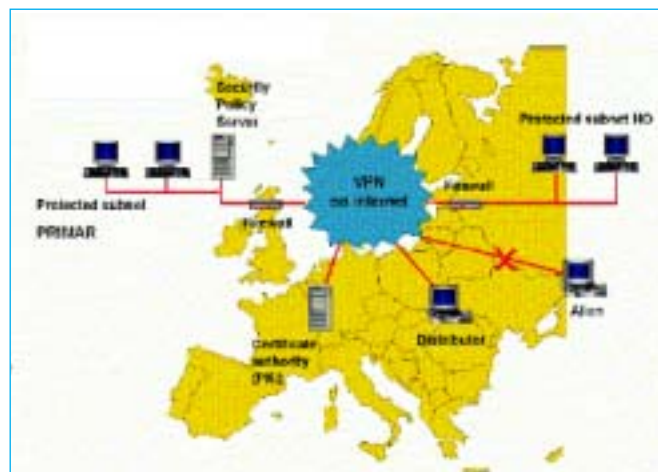 Security
Policy
Server
Protected subnet HO
VPN
on internet
Firewall
Protected subnet
PRIMAR
Firewall
Alien
Distributor
Certificate
authority
(PKI)